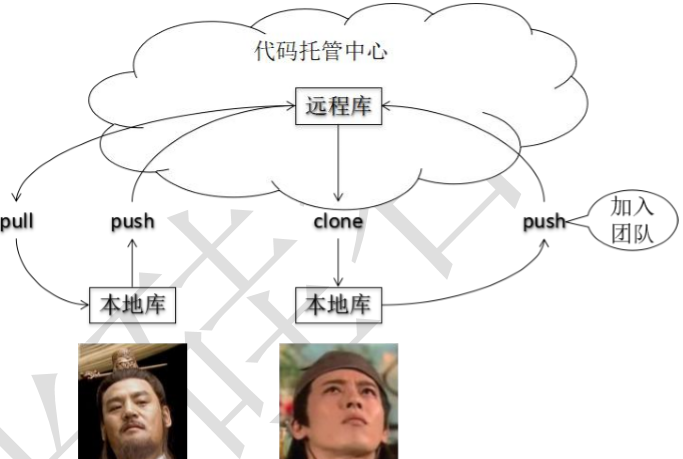 代码托管中心
远程库
pull
push
clone
push
加入
团队
本地库
本地库